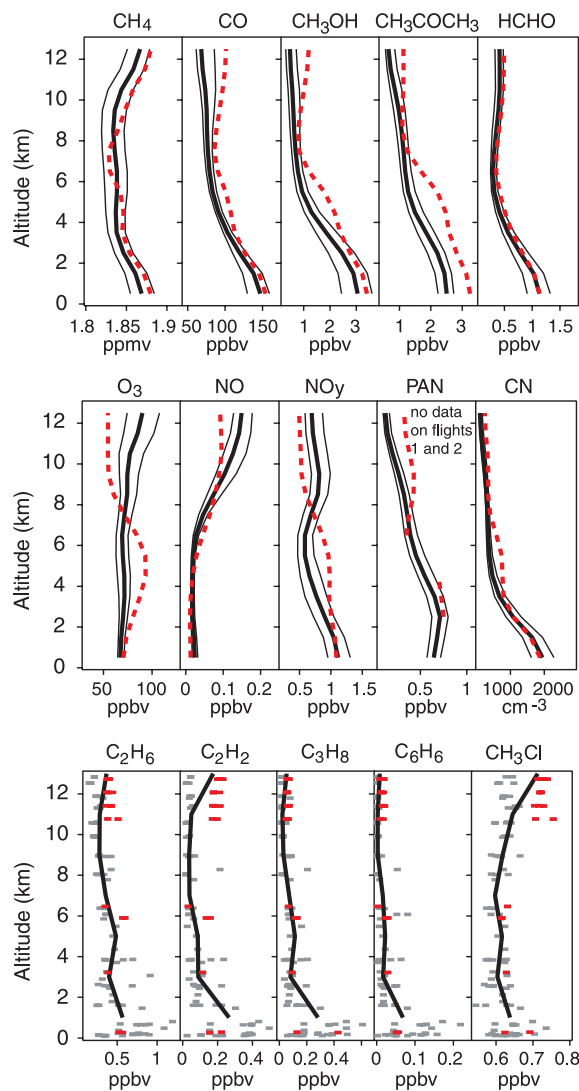 CH4 CO CH3OH CH3COCH3 HCHO
Altitude (km)
12
10
8
6
4
2
0
1.8 1.85 1.9 50 100 150 1 2 3 1 2 3 0.5 1 1.5
ppmv ppbv ppbv ppbv ppbv
O3 NO NOy PAN CN
Altitude (km)
12
10
8
6
4
2
0
no data
on flights
1 and 2
50 100 0 0.1 0.2 0.5 1 1.5 0.5 1 1000 2000
ppbv ppbv ppbv ppbv cm-3
C2H6 C2H2 C3H8 C6H6 CH3Cl
Altitude (km)
12
10
8
6
4
2
0
0.5 1 0 0.2 0.4 0 0.2 0.4 0 0.1 0.2 0.6 0.7 0.8
ppbv ppbv ppbv ppbv ppbv